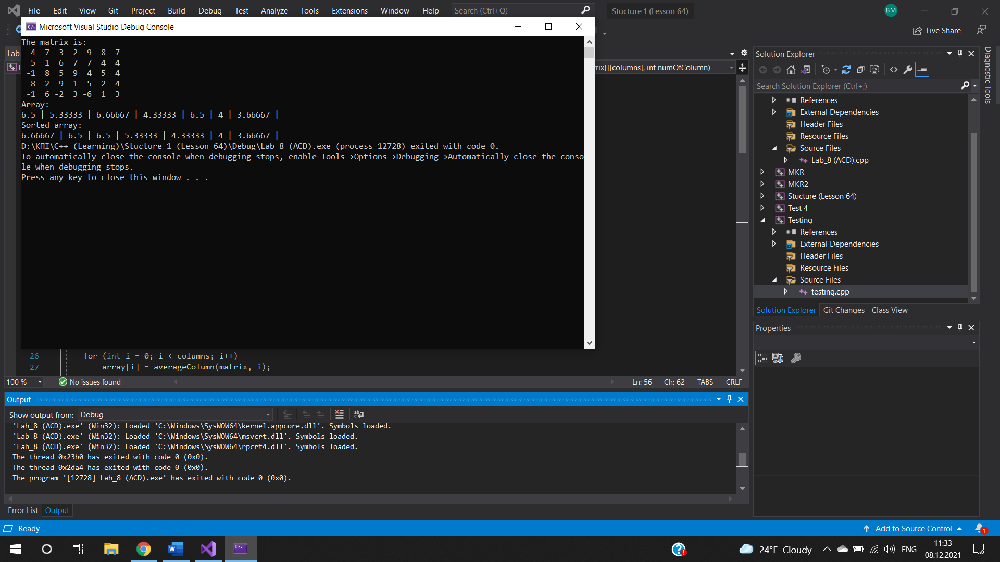 File Edit View Git Project Build Debug Test Analyze Tools Extensions Window Help Search (Ctrl+Q) Stucture 1 (Lesson 64) BM
Live Share
Microsoft Visual Studio Debug Console
The matrix is:
-4 -7 -3 -2 9 8 -7
5 -1 6 -7 -7 -4 -4
-1 8 5 9 4 5 4
8 2 9 1 -5 2 4
-1 6 -2 3 -6 1 3
Array:
6.5 | 5.33333 | 6.66667 | 4.33333 | 6.5 | 4 | 3.66667 |
Sorted array:
6.66667 | 6.5 | 6.5 | 5.33333 | 4.33333 | 4 | 3.66667 |
D:\КПІ\C++ (Learning)\Stucture 1 (Lesson 64)\Debug\Lab_8 (ACD).exe (process 12728) exited with code 0.
To automatically close the console when debugging stops, enable Tools->Options->Debugging->Automatically close the conso
le when debugging stops.
Press any key to close this window . . .
Lab_
trix[][columns], int numOfColumn)
26 for (int i = 0; i < columns; i++)
27 array[i] = averageColumn(matrix, i);
100 % No issues found Ln: 56 Ch: 62 TABS CRLF
Output
Show output from: Debug
'Lab_8 (ACD).exe' (Win32): Loaded 'C:\Windows\SysWOW64\kernel.appcore.dll'. Symbols loaded.
'Lab_8 (ACD).exe' (Win32): Loaded 'C:\Windows\SysWOW64\msvcrt.dll'. Symbols loaded.
'Lab_8 (ACD).exe' (Win32): Loaded 'C:\Windows\SysWOW64\rpcrt4.dll'. Symbols loaded.
The thread 0x23b0 has exited with code 0 (0x0).
The thread 0x2da4 has exited with code 0 (0x0).
The program '[12728] Lab_8 (ACD).exe' has exited with code 0 (0x0).
Error List Output
Solution Explorer
Search Solution Explorer (Ctrl+;)
References
External Dependencies
Header Files
Resource Files
Source Files
Lab_8 (ACD).cpp
MKR
MKR2
Stucture (Lesson 64)
Test 4
Testing
References
External Dependencies
Header Files
Resource Files
Source Files
testing.cpp
Solution Explorer Git Changes Class View
Properties
Diagnostic Tools
Ready Add to Source Control 1
24°F Cloudy ENG 11:33
08.12.2021